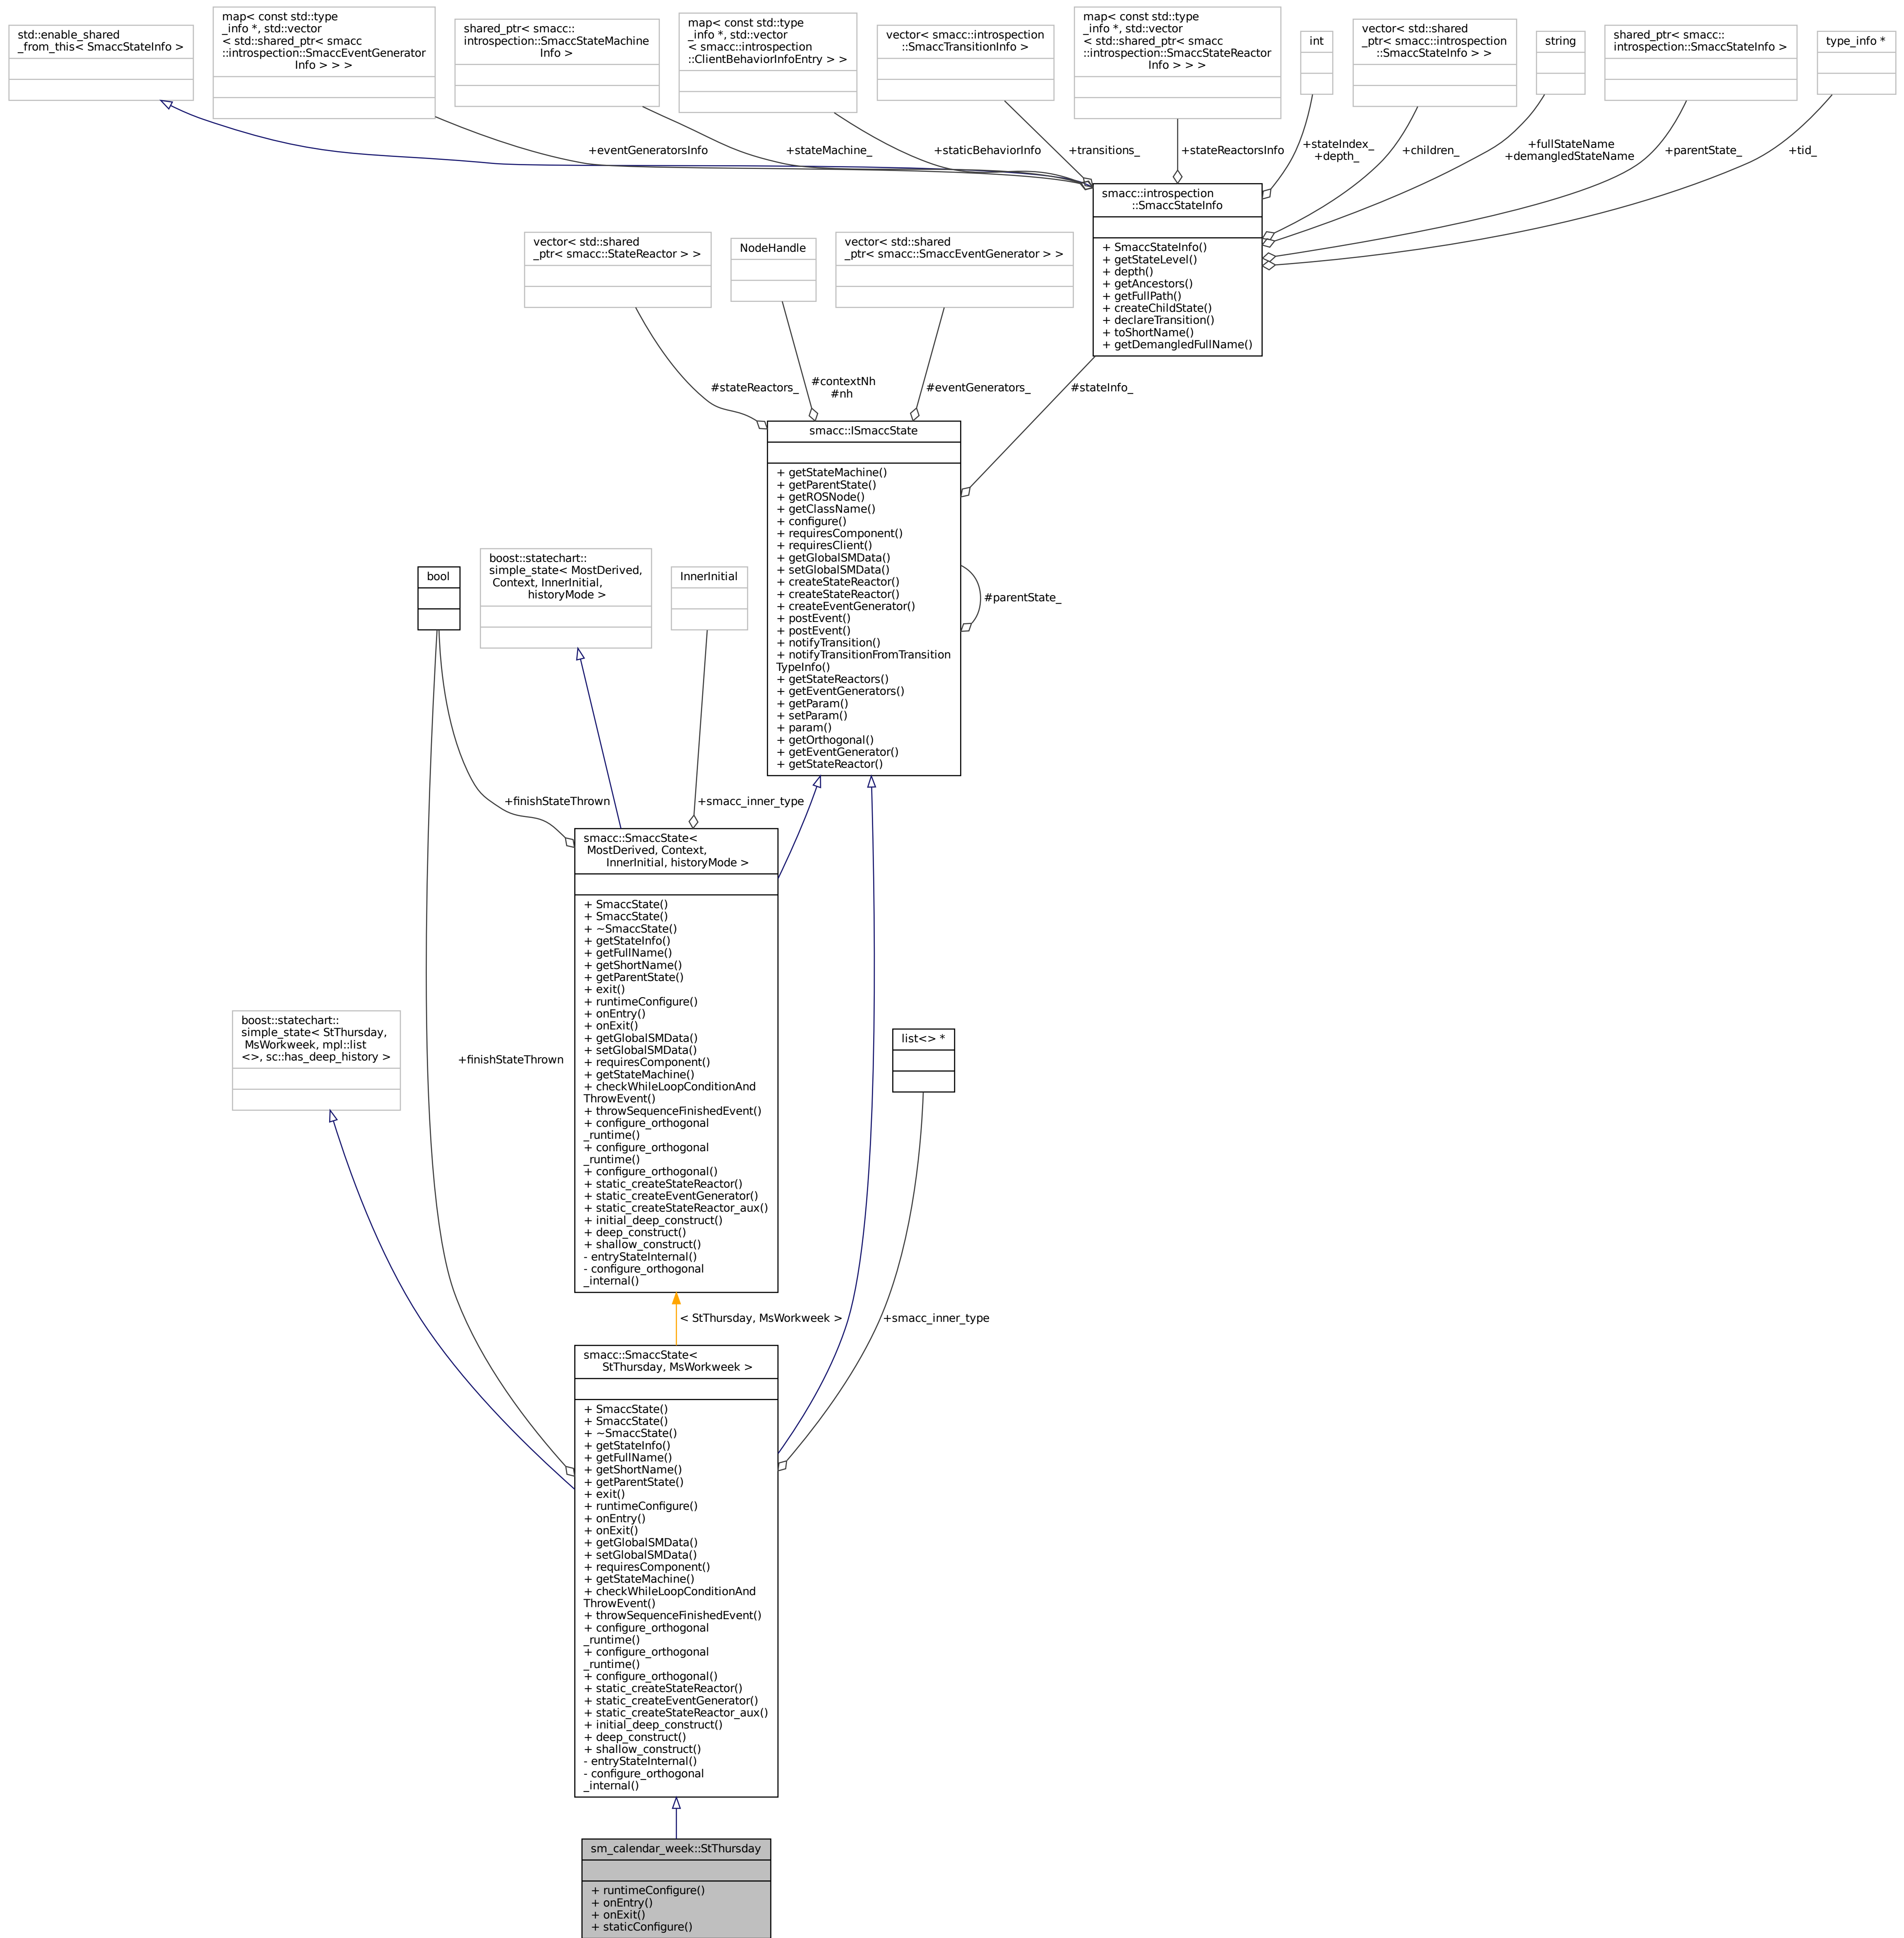 std::enable_shared
_from_this< SmaccStateInfo >
map< const std::type
_info *, std::vector
< std::shared_ptr< smacc
::introspection::SmaccEventGenerator
Info > > >
shared_ptr< smacc::
introspection::SmaccStateMachine
Info >
map< const std::type
_info *, std::vector
< smacc::introspection
::ClientBehaviorInfoEntry > >
vector< smacc::introspection
::SmaccTransitionInfo >
map< const std::type
_info *, std::vector
< std::shared_ptr< smacc
::introspection::SmaccStateReactor
Info > > >
int
vector< std::shared
_ptr< smacc::introspection
::SmaccStateInfo > >
string
shared_ptr< smacc::
introspection::SmaccStateInfo >
type_info *
+eventGeneratorsInfo
+stateMachine_
+staticBehaviorInfo
+transitions_
+stateReactorsInfo
+stateIndex_
+depth_
+children_
+fullStateName
+demangledStateName
+parentState_
+tid_
smacc::introspection
::SmaccStateInfo
+ SmaccStateInfo()
+ getStateLevel()
+ depth()
+ getAncestors()
+ getFullPath()
+ createChildState()
+ declareTransition()
+ toShortName()
+ getDemangledFullName()
vector< std::shared
_ptr< smacc::StateReactor > >
NodeHandle
vector< std::shared
_ptr< smacc::SmaccEventGenerator > >
#stateReactors_
#contextNh
#nh
#eventGenerators_
#stateInfo_
smacc::ISmaccState
+ getStateMachine()
+ getParentState()
+ getROSNode()
+ getClassName()
+ configure()
+ requiresComponent()
+ requiresClient()
+ getGlobalSMData()
+ setGlobalSMData()
+ createStateReactor()
+ createStateReactor()
+ createEventGenerator()
+ postEvent()
+ postEvent()
+ notifyTransition()
+ notifyTransitionFromTransition
TypeInfo()
+ getStateReactors()
+ getEventGenerators()
+ getParam()
+ setParam()
+ param()
+ getOrthogonal()
+ getEventGenerator()
+ getStateReactor()
#parentState_
bool
boost::statechart::
simple_state< MostDerived,
Context, InnerInitial,
historyMode >
InnerInitial
+finishStateThrown
+smacc_inner_type
smacc::SmaccState<
MostDerived, Context,
InnerInitial, historyMode >
+ SmaccState()
+ SmaccState()
+ ~SmaccState()
+ getStateInfo()
+ getFullName()
+ getShortName()
+ getParentState()
+ exit()
+ runtimeConfigure()
+ onEntry()
+ onExit()
+ getGlobalSMData()
+ setGlobalSMData()
+ requiresComponent()
+ getStateMachine()
+ checkWhileLoopConditionAnd
ThrowEvent()
+ throwSequenceFinishedEvent()
+ configure_orthogonal
_runtime()
+ configure_orthogonal
_runtime()
+ configure_orthogonal()
+ static_createStateReactor()
+ static_createEventGenerator()
+ static_createStateReactor_aux()
+ initial_deep_construct()
+ deep_construct()
+ shallow_construct()
- entryStateInternal()
- configure_orthogonal
_internal()
boost::statechart::
simple_state< StThursday,
MsWorkweek, mpl::list
<>, sc::has_deep_history >
+finishStateThrown
list<> *
< StThursday, MsWorkweek >
+smacc_inner_type
smacc::SmaccState<
StThursday, MsWorkweek >
+ SmaccState()
+ SmaccState()
+ ~SmaccState()
+ getStateInfo()
+ getFullName()
+ getShortName()
+ getParentState()
+ exit()
+ runtimeConfigure()
+ onEntry()
+ onExit()
+ getGlobalSMData()
+ setGlobalSMData()
+ requiresComponent()
+ getStateMachine()
+ checkWhileLoopConditionAnd
ThrowEvent()
+ throwSequenceFinishedEvent()
+ configure_orthogonal
_runtime()
+ configure_orthogonal
_runtime()
+ configure_orthogonal()
+ static_createStateReactor()
+ static_createEventGenerator()
+ static_createStateReactor_aux()
+ initial_deep_construct()
+ deep_construct()
+ shallow_construct()
- entryStateInternal()
- configure_orthogonal
_internal()
sm_calendar_week::StThursday
+ runtimeConfigure()
+ onEntry()
+ onExit()
+ staticConfigure()